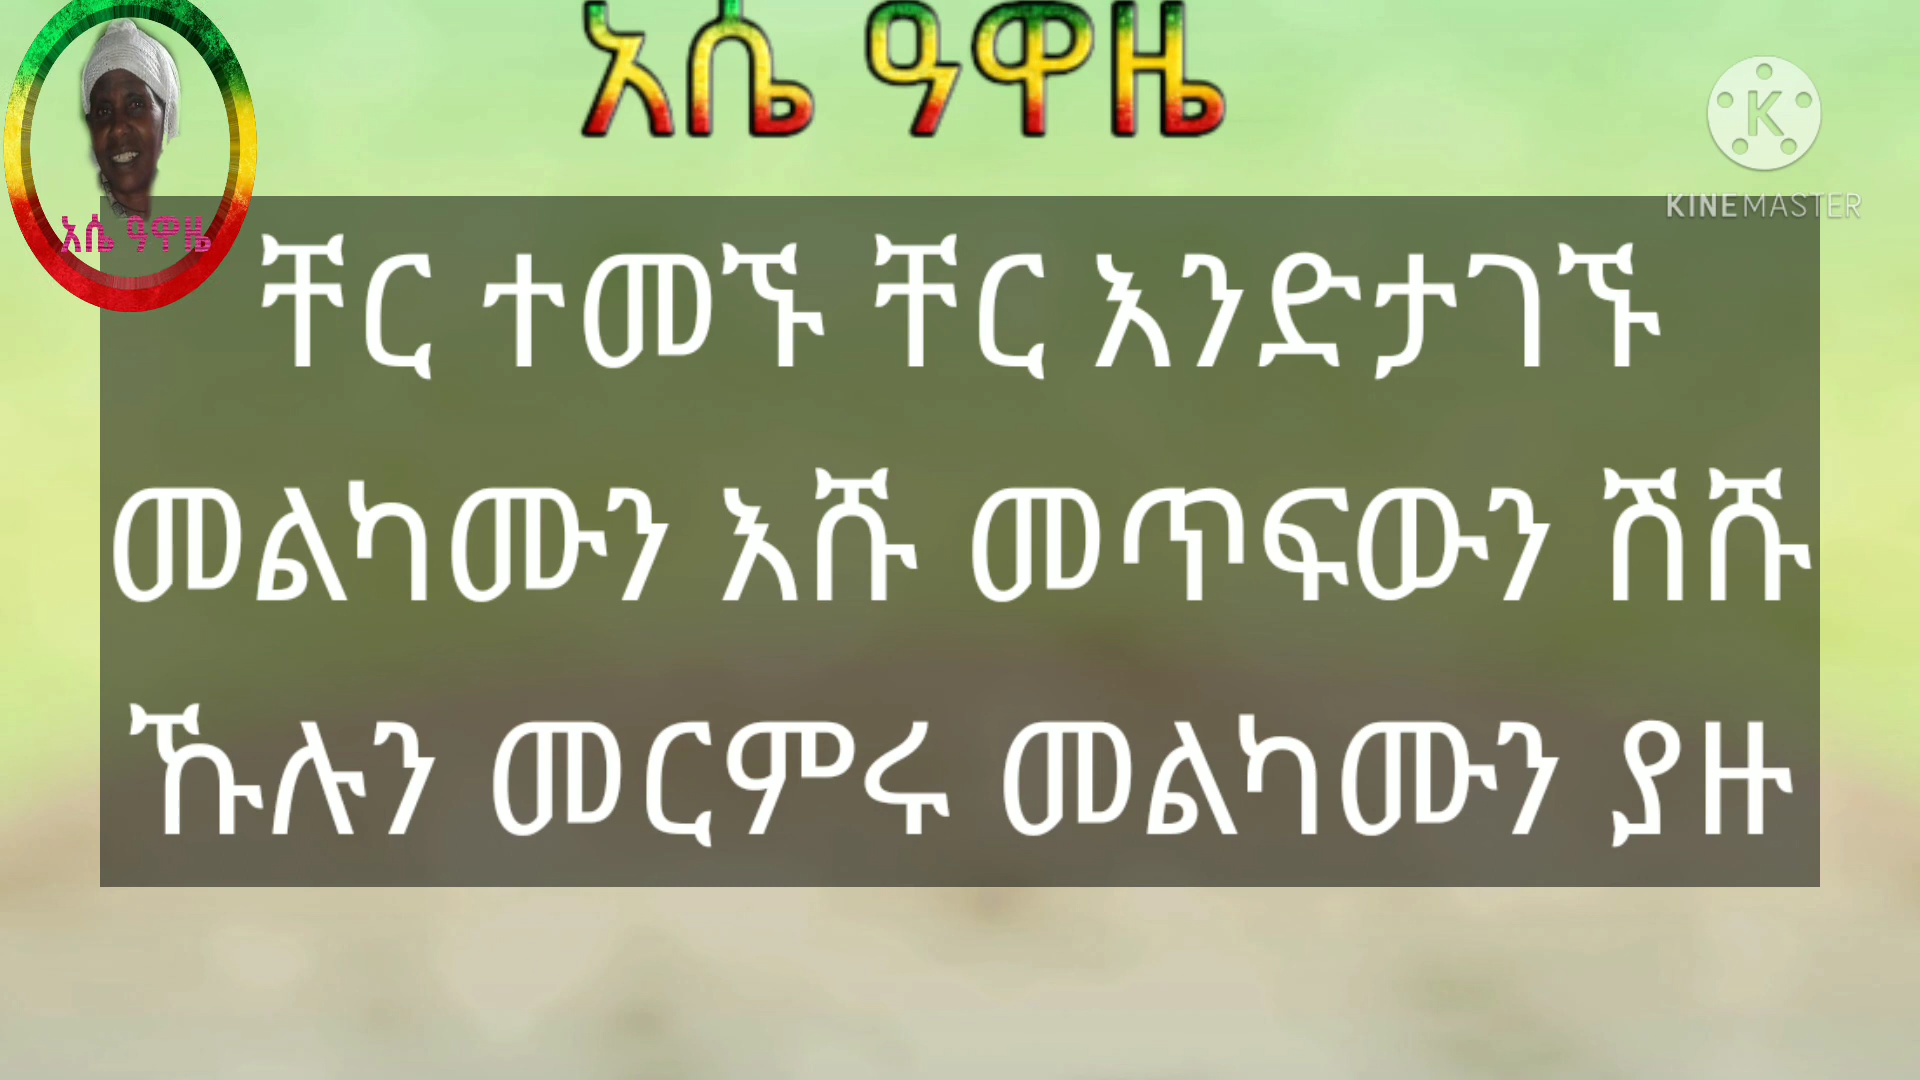 አሴ ዓዋዜ
አሴ ዓዋዜ
K
KINEMASTER
ቸር ተመኙ ቸር እንድታገኙ
መልካሙን እሹ መጥፎውን ሽሹ
ኹሉን መርምሩ መልካሙን ያዙ